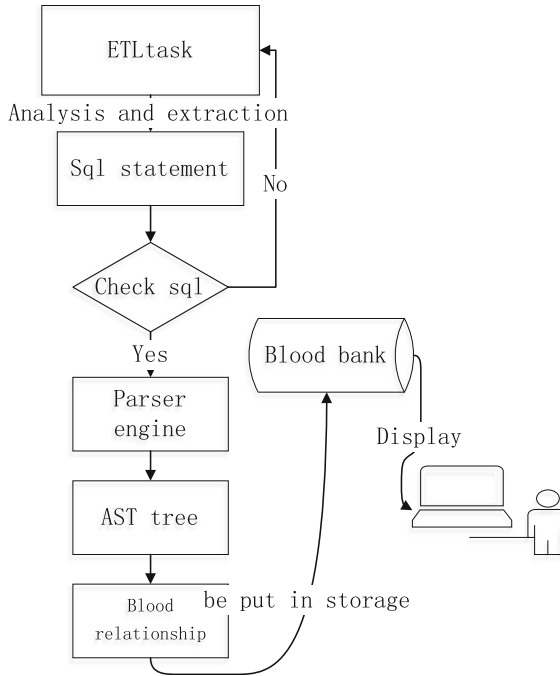 ETLtask
Analysis and extraction
Sql statement
No
Check sql
Yes
Blood bank
Parser
engine
Display
AST tree
Blood
relationship
be put in storage